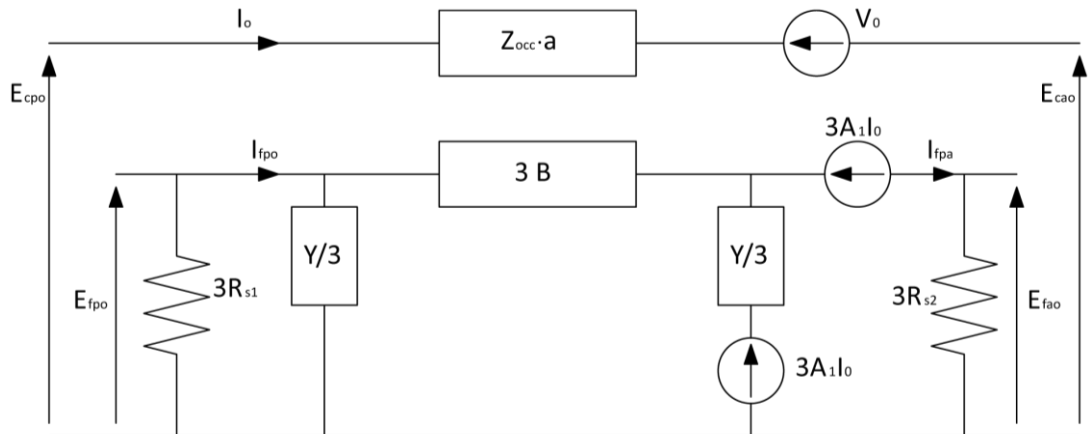 Io
Zocc·a
V0
Ecpo
Ecao
3A1I0
Ifpo
3 B
Ifpa
Y/3
Y/3
3Rs1
3Rs2
Efpo
Efao
3A1I0